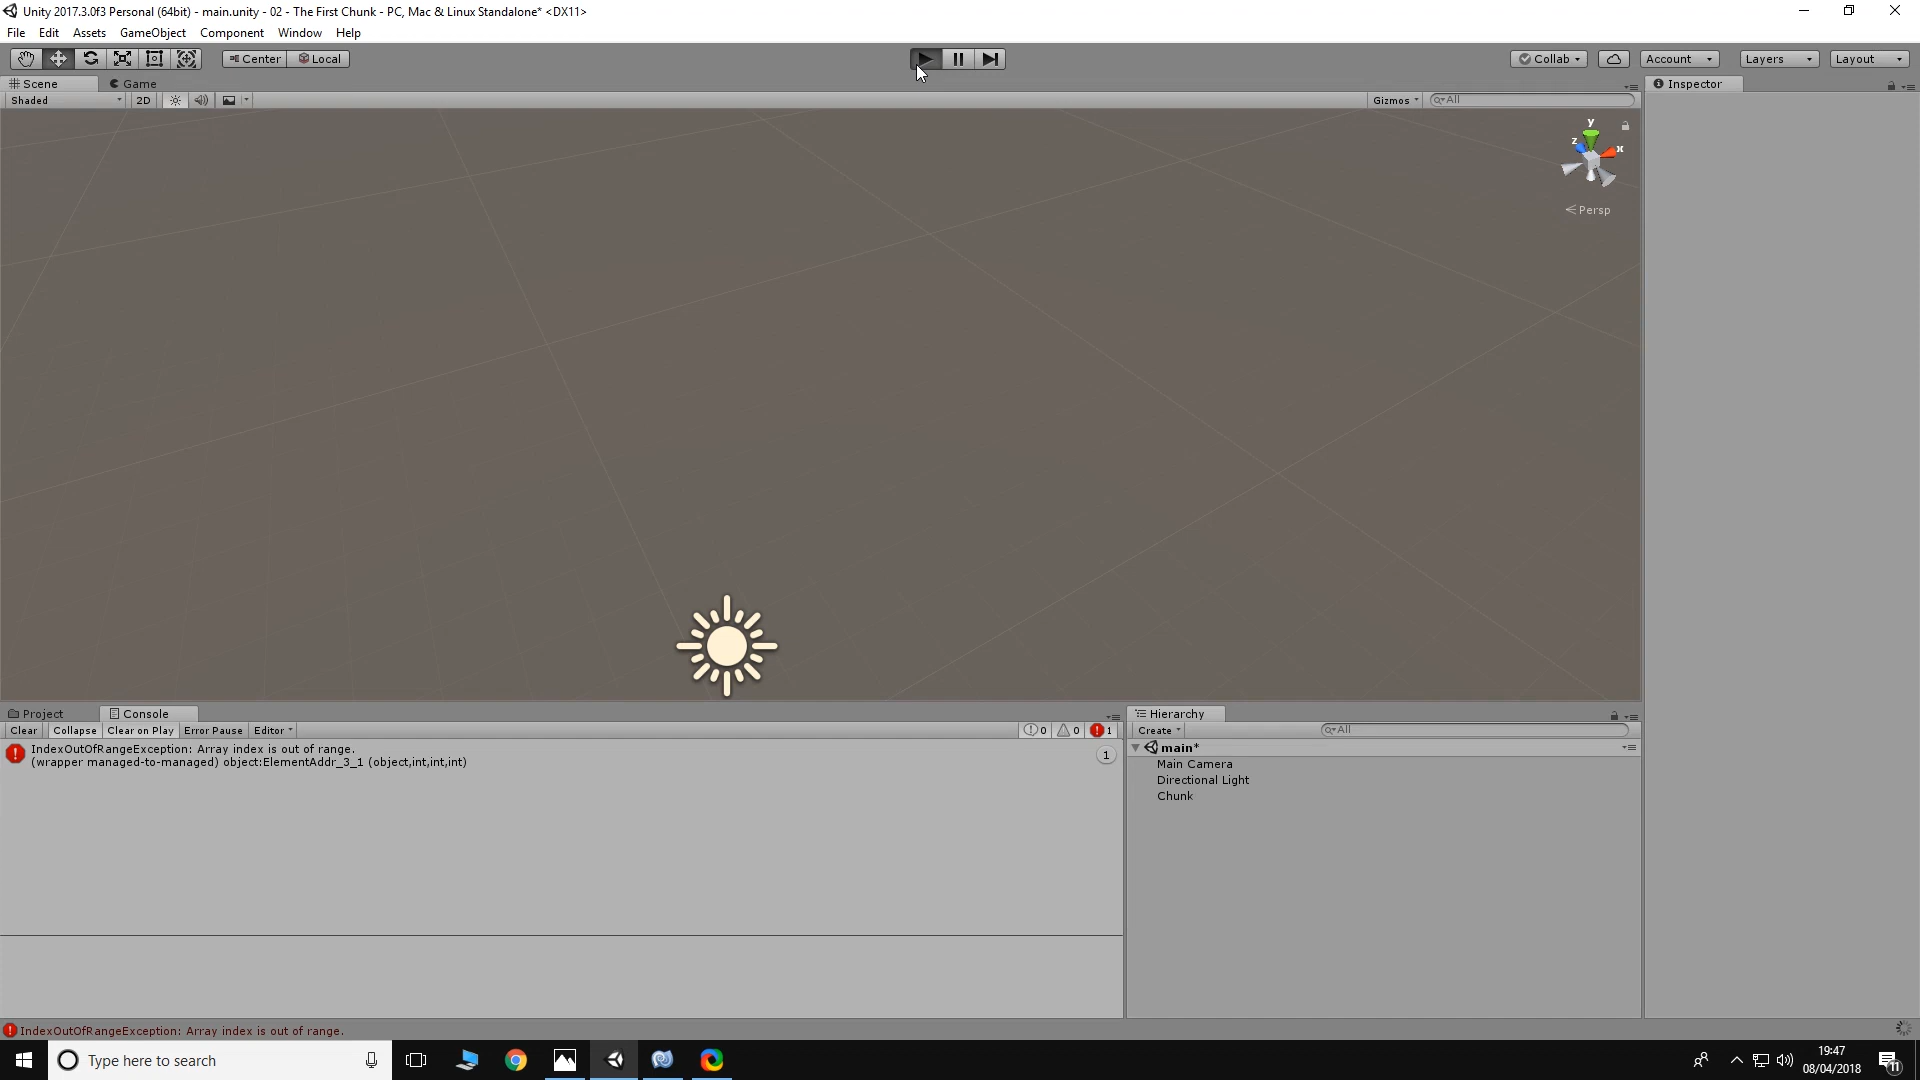 Unity 2017.3.0f3 Personal (64bit) - main.unity - 02 - The First Chunk - PC, Mac & Linux Standalone* <DX11>
File Edit Assets GameObject Component Window Help
Center Local Collab Account Layers Layout
Scene Game Inspector
Shaded 2D Gizmos All
y
z x
Persp
Project Console Hierarchy
Clear Collapse Clear on Play Error Pause Editor 0 0 1 Create All
IndexOutOfRangeException: Array index is out of range.
(wrapper managed-to-managed) object:ElementAddr_3_1 (object,int,int,int)
1
main*
Main Camera
Directional Light
Chunk
IndexOutOfRangeException: Array index is out of range.
Type here to search
19:47
08/04/2018
11